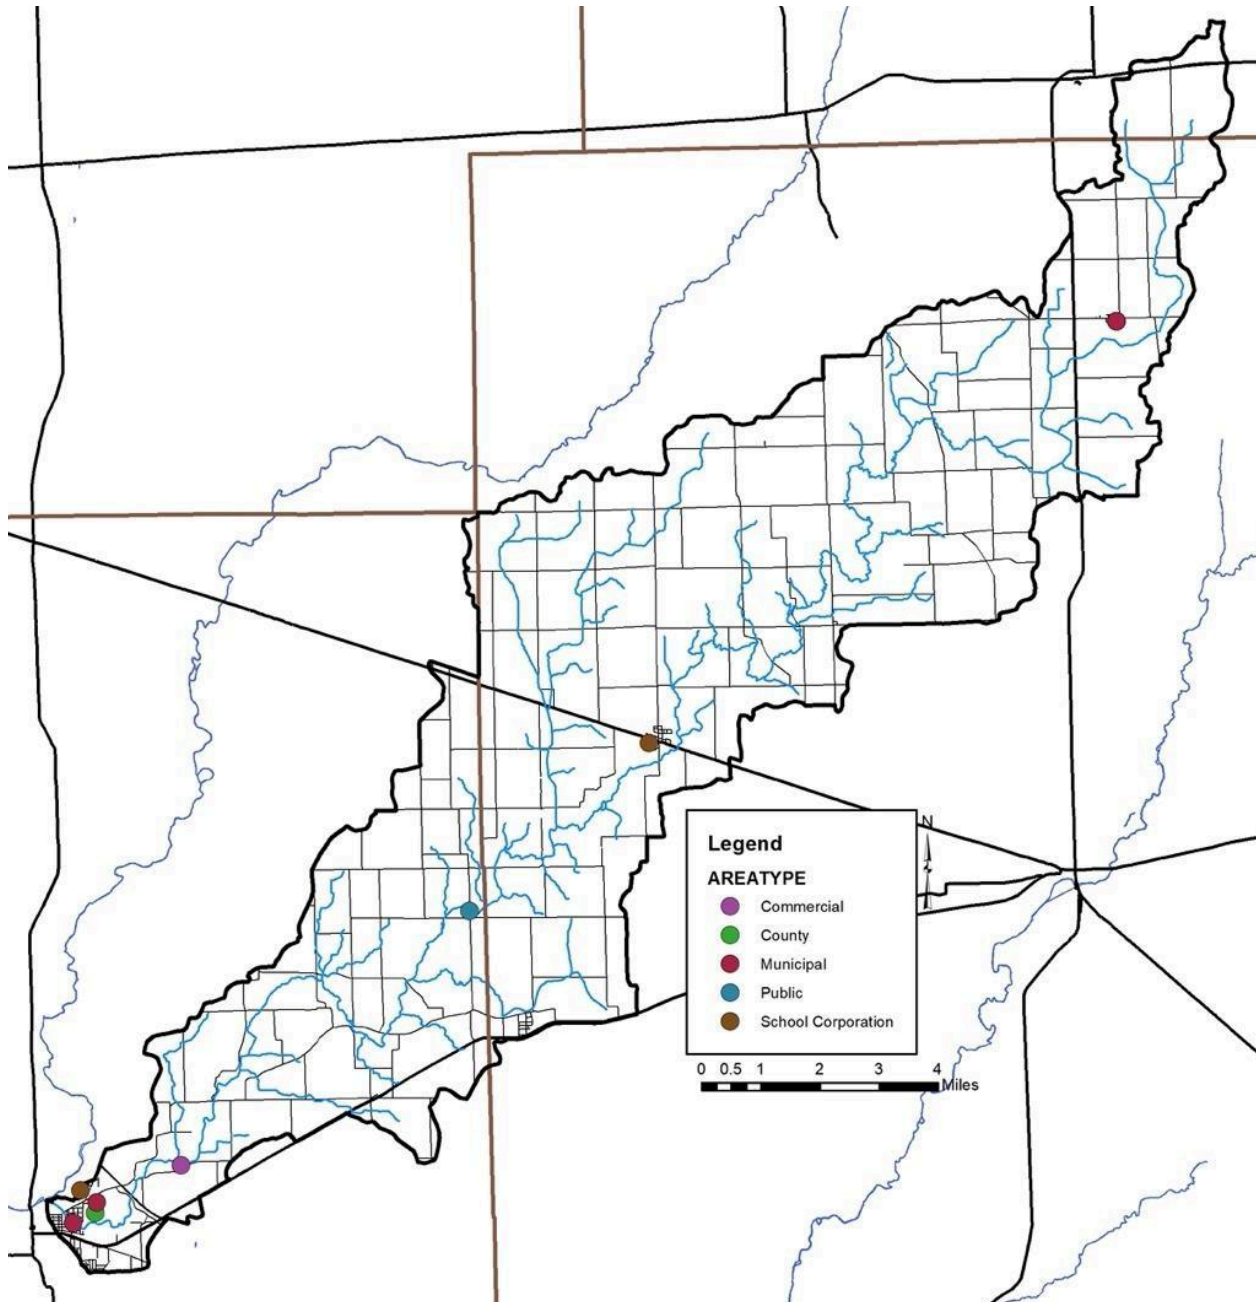 Legend
AREATYPE
Commercial
County
Municipal
Public
School Corporation
N
0 0.5 1 2 3 4
Miles